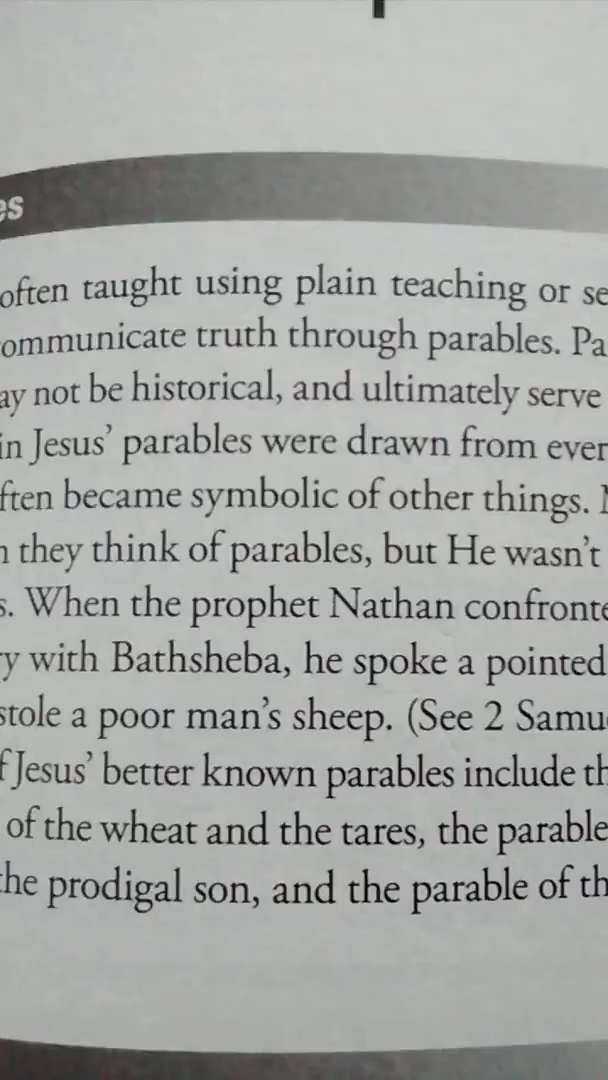 es
often taught using plain teaching or se
ommunicate truth through parables. Pa
ay not be historical, and ultimately serve
in Jesus' parables were drawn from ever
ften became symbolic of other things.
they think of parables, but He wasn't
s. When the prophet Nathan confronte
y with Bathsheba, he spoke a pointed
stole a poor man's sheep. (See 2 Samu
f Jesus' better known parables include th
of the wheat and the tares, the parable
he prodigal son, and the parable of th